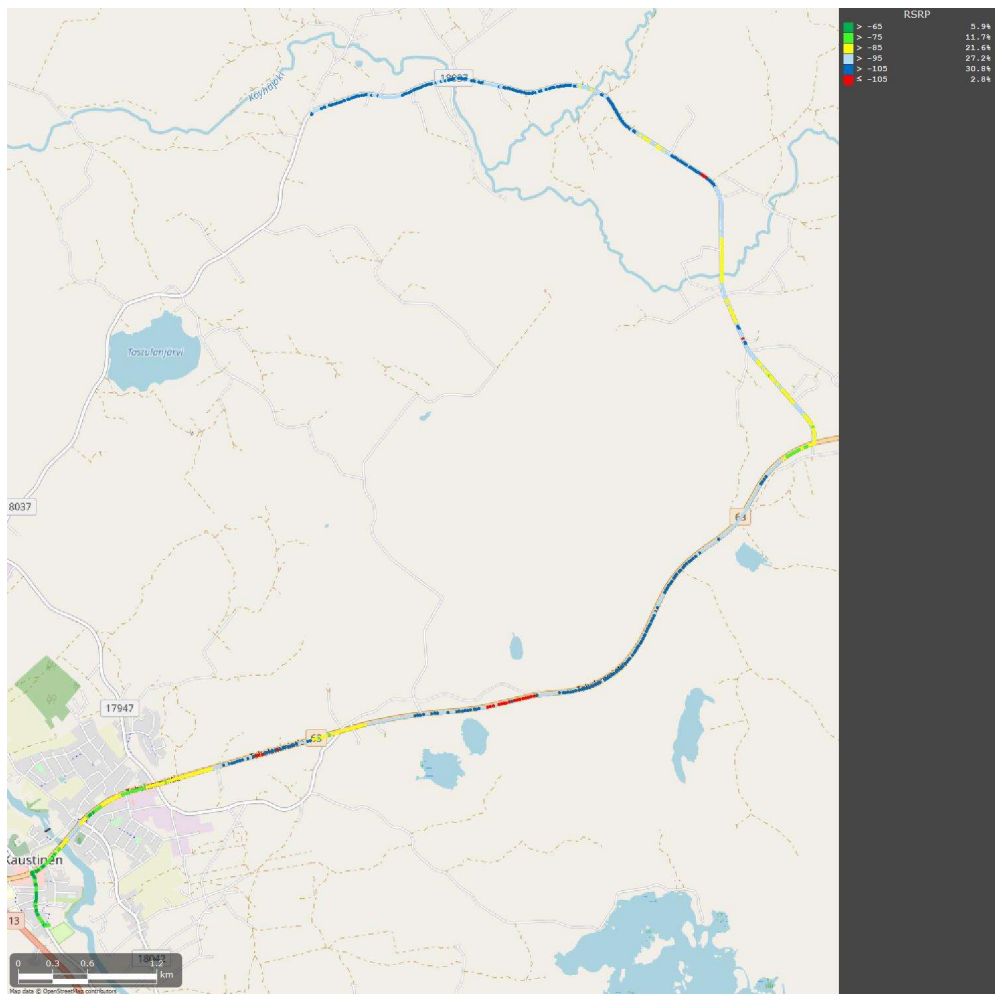 RSRP
> -65 5.9%
> -75 11.7%
> -85 21.6%
> -95 27.2%
> -105 30.8%
≤ -105 2.8%
18097
Köyhäjoki
Tastulanjärvi
8037
63
17947
63
Kaustinen
13
18043
0 0.3 0.6 1.2
km
Map data © OpenStreetMap contributors